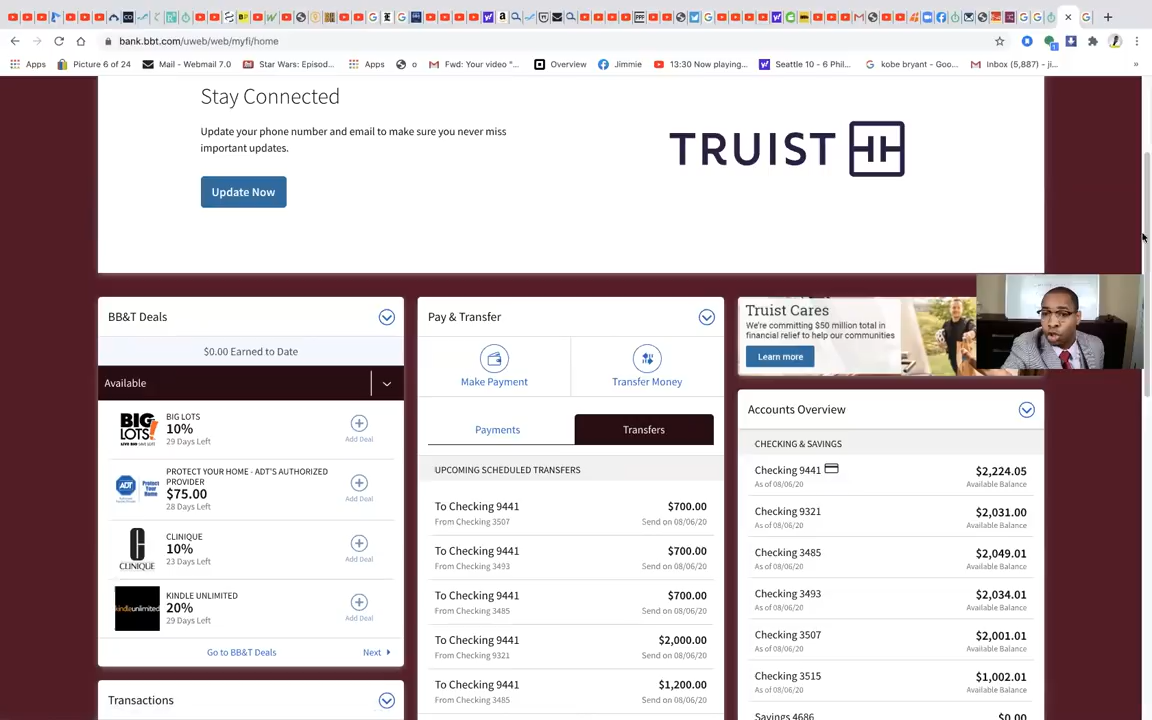 bank.bbt.com/uweb/web/myfi/home
Apps
Picture 6 of 24
Mail - Webmail 7.0
Star Wars: Episod...
Apps
o
Fwd: Your video "...
Overview
Jimmie
13:30 Now playing...
Seattle 10 - 6 Phil...
kobe bryant - Goo...
Inbox (5,887) - ji...
»
Stay Connected
Update your phone number and email to make sure you never miss
important updates.
Update Now
TRUIST
BB&T Deals
$0.00 Earned to Date
Available
BIG LOTS!
BIG LOTS
10%
29 Days Left
Add Deal
ADT
Protect Your Home
PROTECT YOUR HOME - ADT'S AUTHORIZED
PROVIDER
$75.00
28 Days Left
Add Deal
CLINIQUE
CLINIQUE
10%
23 Days Left
Add Deal
kindleunlimited
KINDLE UNLIMITED
20%
29 Days Left
Add Deal
Go to BB&T Deals
Next
Transactions
Pay & Transfer
Make Payment
Transfer Money
Payments
Transfers
UPCOMING SCHEDULED TRANSFERS
To Checking 9441 $700.00
From Checking 3507 Send on 08/06/20
To Checking 9441 $700.00
From Checking 3493 Send on 08/06/20
To Checking 9441 $700.00
From Checking 3485 Send on 08/06/20
To Checking 9441 $2,000.00
From Checking 9321 Send on 08/06/20
To Checking 9441 $1,200.00
From Checking 3485 Send on 08/06/20
Truist Cares
We're committing $50 million total in
financial relief to help our communities
Learn more
Accounts Overview
CHECKING & SAVINGS
Checking 9441 $2,224.05
As of 08/06/20 Available Balance
Checking 9321 $2,031.00
As of 08/06/20 Available Balance
Checking 3485 $2,049.01
As of 08/06/20 Available Balance
Checking 3493 $2,034.01
As of 08/06/20 Available Balance
Checking 3507 $2,001.01
As of 08/06/20 Available Balance
Checking 3515 $1,002.01
As of 08/06/20 Available Balance
Savings 4686 $0.00